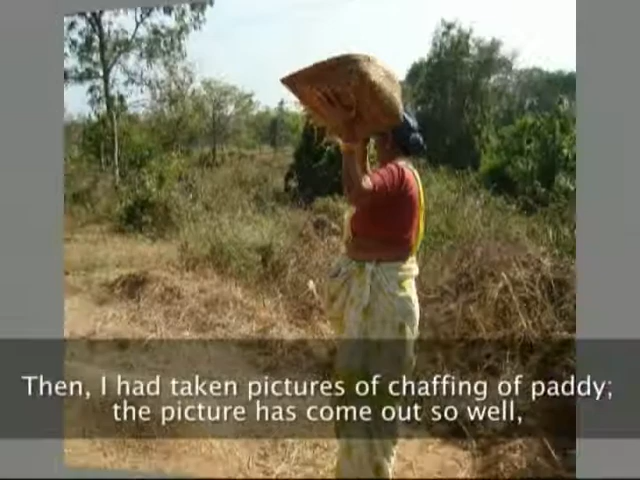 Then, I had taken pictures of chaffing of paddy;
the picture has come out so well,